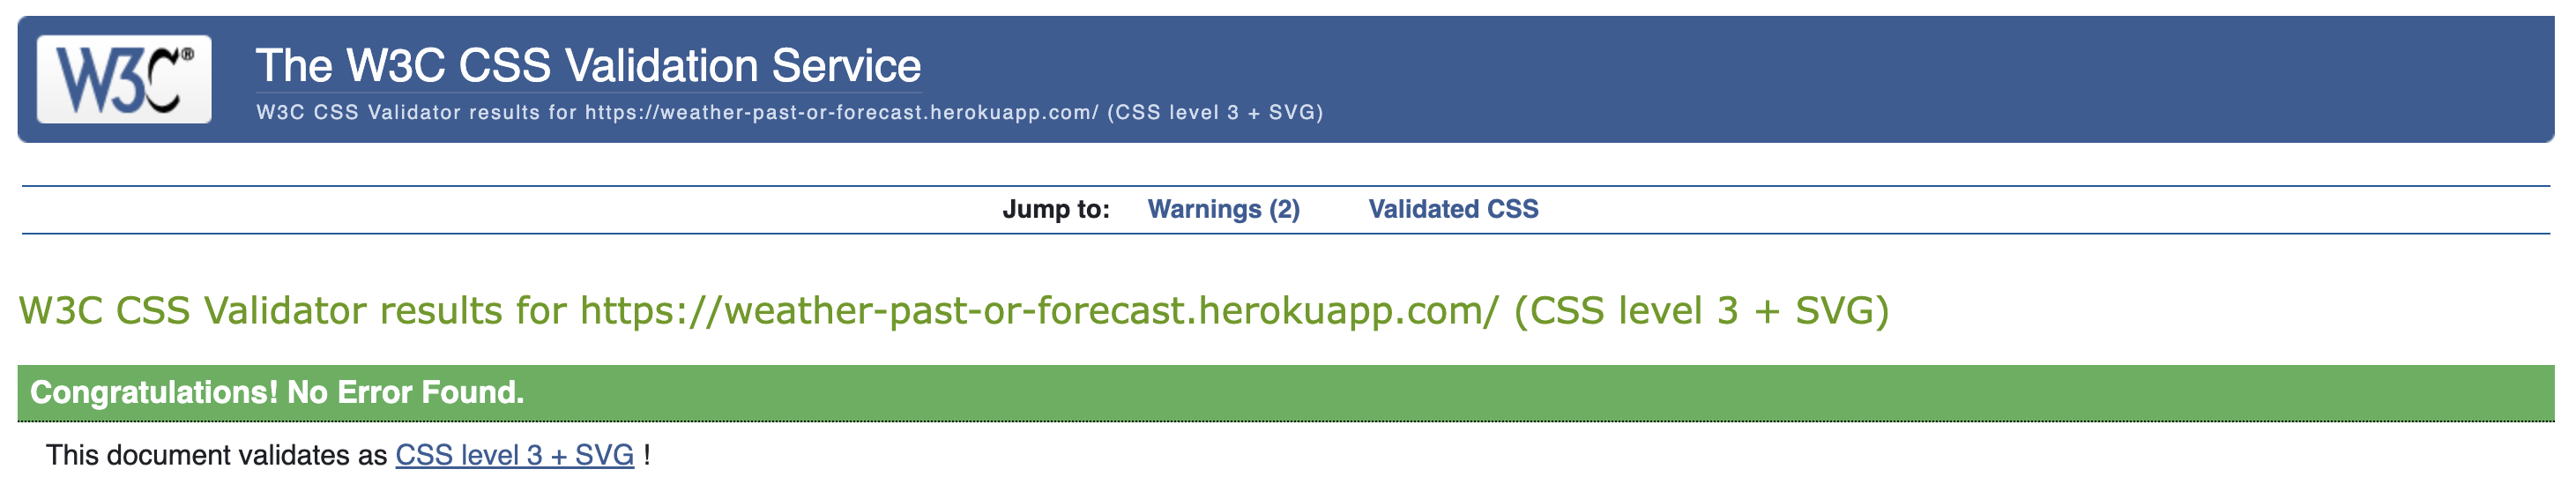 W3C®
The W3C CSS Validation Service
W3C CSS Validator results for https://weather-past-or-forecast.herokuapp.com/ (CSS level 3 + SVG)
Jump to: Warnings (2) Validated CSS
W3C CSS Validator results for https://weather-past-or-forecast.herokuapp.com/ (CSS level 3 + SVG)
Congratulations! No Error Found.
This document validates as CSS level 3 + SVG !